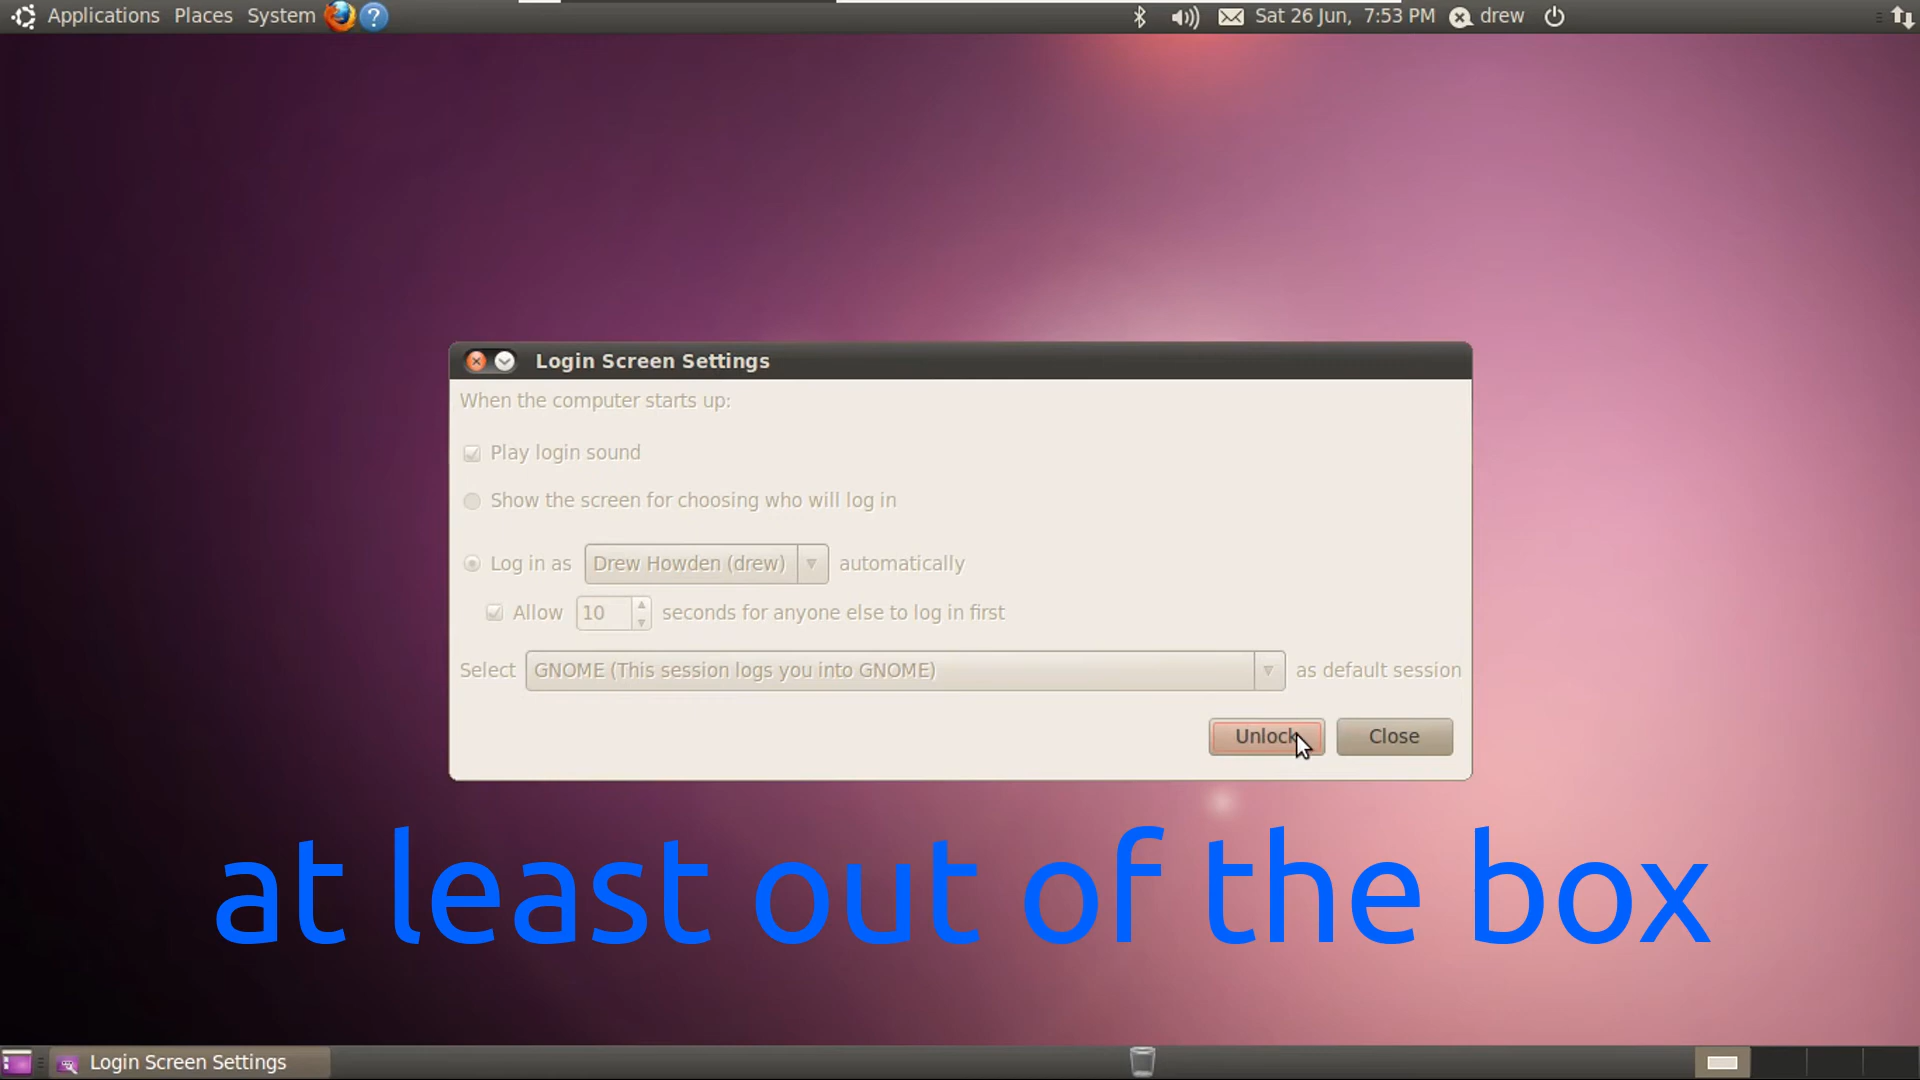 Applications Places System ? Sat 26 Jun, 7:53 PM drew
Login Screen Settings
When the computer starts up:
Play login sound
Show the screen for choosing who will log in
Log in as Drew Howden (drew) automatically
Allow 10 seconds for anyone else to log in first
Select GNOME (This session logs you into GNOME) as default session
Unlock Close
at least out of the box
Login Screen Settings